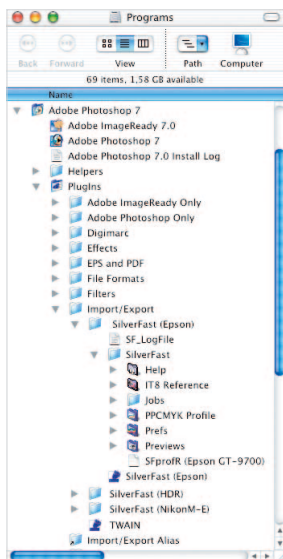 Programs
Back Forward View Path Computer
69 items, 1,58 GB available
Name
Adobe Photoshop 7
Adobe ImageReady 7.0
Adobe Photoshop 7
Adobe Photoshop 7.0 Install Log
Helpers
PlugIns
Adobe ImageReady Only
Adobe Photoshop Only
Digimarc
Effects
EPS and PDF
File Formats
Filters
Import/Export
SilverFast (Epson)
SF_LogFile
SilverFast
Help
IT8 Reference
Jobs
PPCMYK Profile
Prefs
Previews
SFprofR (Epson GT-9700)
SilverFast (Epson)
SilverFast (HDR)
SilverFast (NikonM-E)
TWAIN
Import/Export Alias